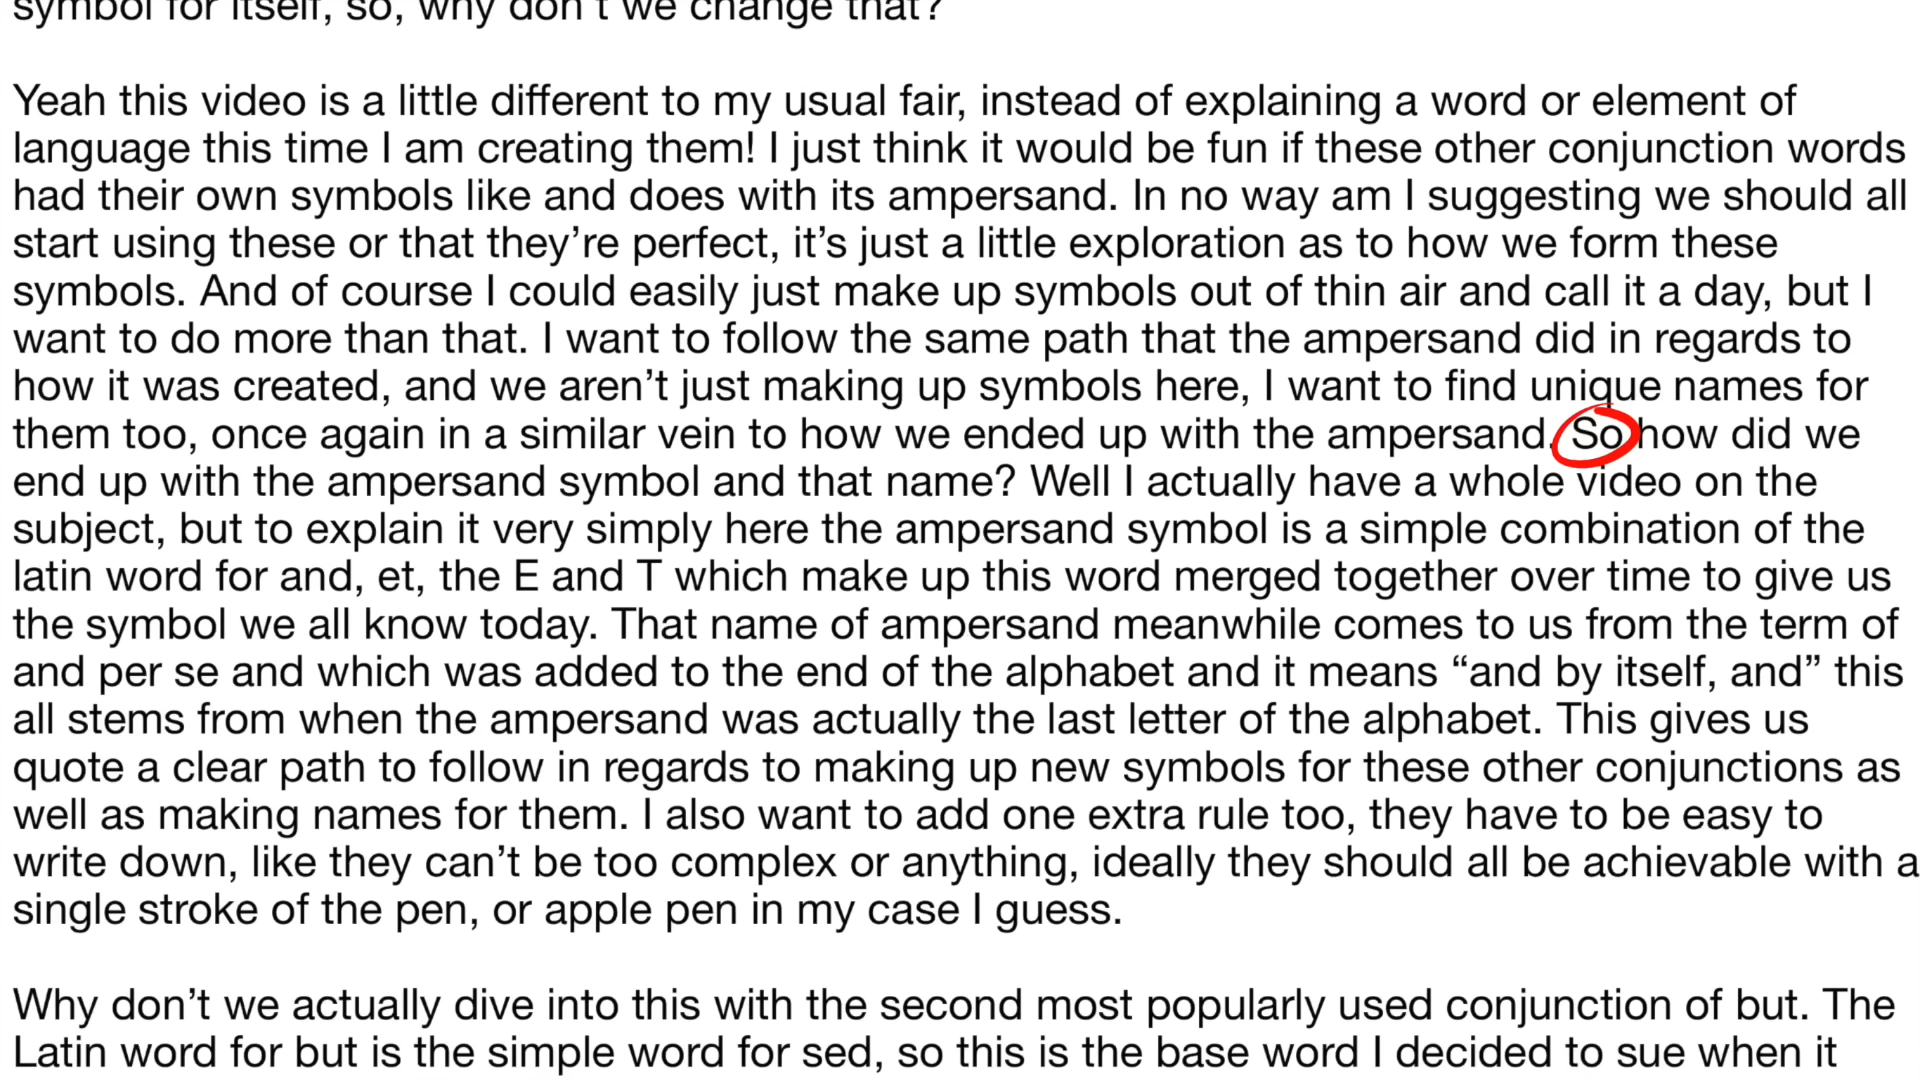 symbol for itself, so, why don't we change that?
Yeah this video is a little different to my usual fair, instead of explaining a word or element of
language this time I am creating them! I just think it would be fun if these other conjunction words
had their own symbols like and does with its ampersand. In no way am I suggesting we should all
start using these or that they're perfect, it's just a little exploration as to how we form these
symbols. And of course I could easily just make up symbols out of thin air and call it a day, but I
want to do more than that. I want to follow the same path that the ampersand did in regards to
how it was created, and we aren't just making up symbols here, I want to find unique names for
them too, once again in a similar vein to how we ended up with the ampersand. So how did we
end up with the ampersand symbol and that name? Well I actually have a whole video on the
subject, but to explain it very simply here the ampersand symbol is a simple combination of the
latin word for and, et, the E and T which make up this word merged together over time to give us
the symbol we all know today. That name of ampersand meanwhile comes to us from the term of
and per se and which was added to the end of the alphabet and it means “and by itself, and” this
all stems from when the ampersand was actually the last letter of the alphabet. This gives us
quote a clear path to follow in regards to making up new symbols for these other conjunctions as
well as making names for them. I also want to add one extra rule too, they have to be easy to
write down, like they can't be too complex or anything, ideally they should all be achievable with a
single stroke of the pen, or apple pen in my case I guess.
Why don't we actually dive into this with the second most popularly used conjunction of but. The
Latin word for but is the simple word for sed, so this is the base word I decided to sue when it